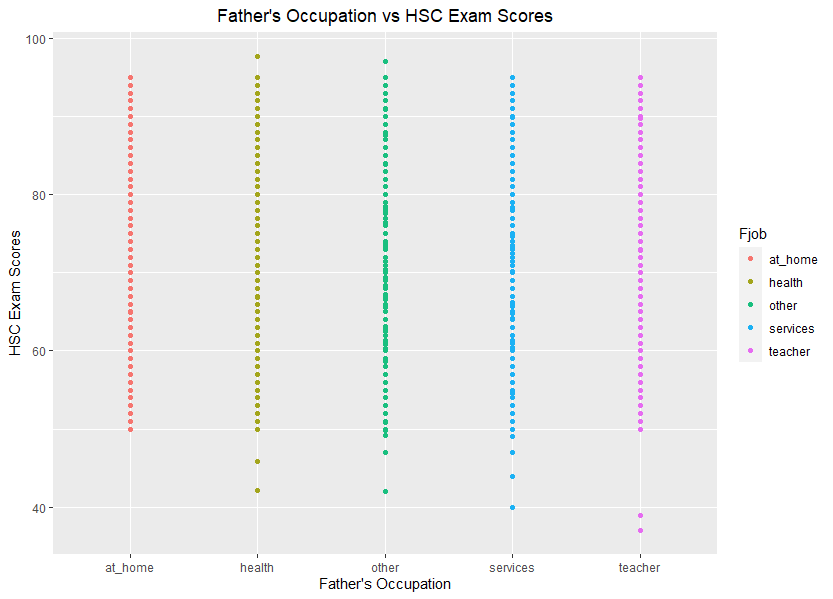 Father's Occupation vs HSC Exam Scores
HSC Exam Scores
100
80
60
40
at_home
health
other
services
teacher
Father's Occupation
Fjob
at_home
health
other
services
teacher